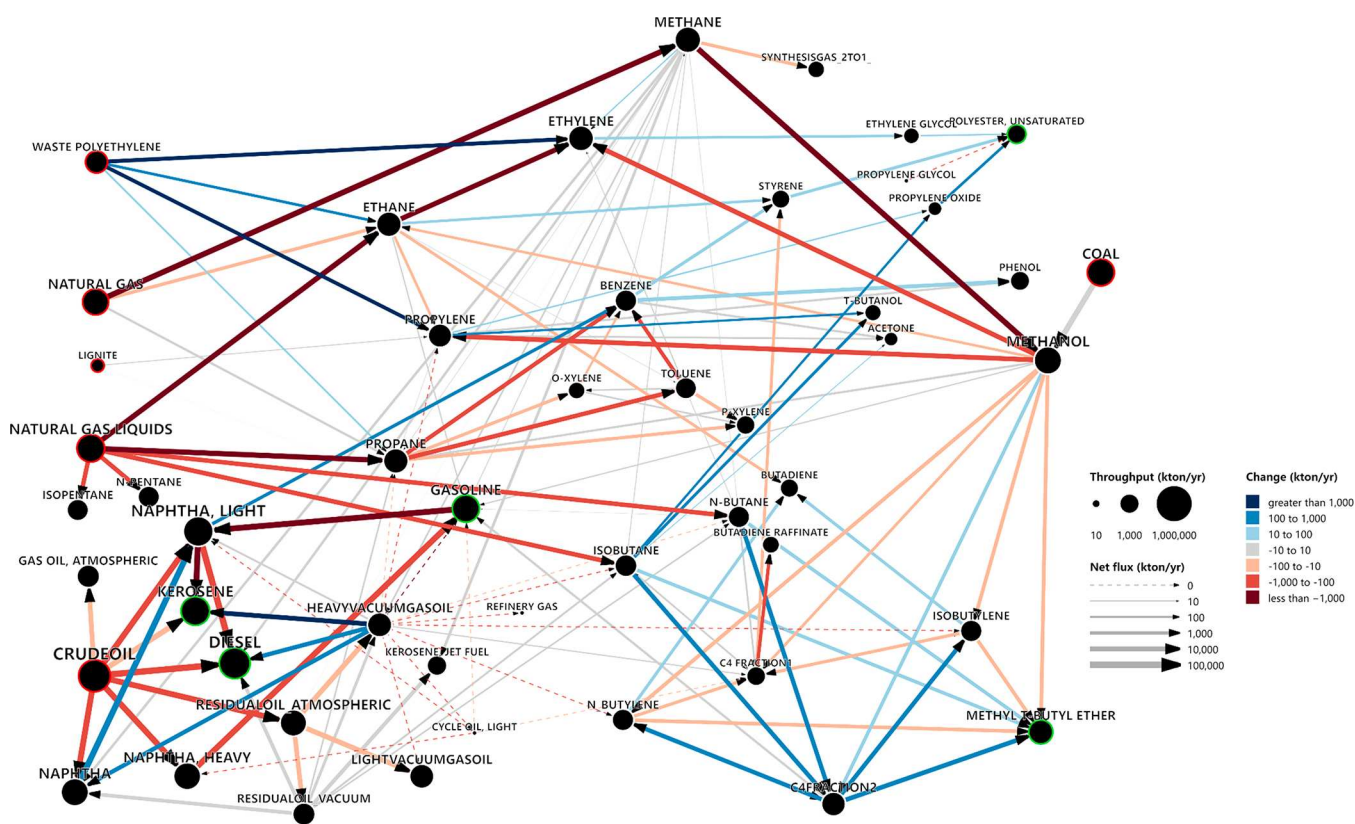 METHANE
SYNTHESISGAS_2TO1_
ETHYLENE
ETHYLENE GLYCOL
POLYESTER, UNSATURATED
WASTE POLYETHYLENE
PROPYLENE GLYCOL
STYRENE
PROPYLENE OXIDE
ETHANE
COAL
PHENOL
NATURAL GAS
BENZENE
T-BUTANOL
PROPYLENE
ACETONE
METHANOL
LIGNITE
O-XYLENE
TOLUENE
P-XYLENE
NATURAL GAS LIQUIDS
PROPANE
BUTADIENE
ISOPENTANE
N-PENTANE
GASOLINE
N-BUTANE
NAPHTHA, LIGHT
BUTADIENE RAFFINATE
ISOBUTANE
GAS OIL, ATMOSPHERIC
KEROSENE
HEAVYVACUUMGASOIL
REFINERY GAS
ISOBUTYLENE
DIESEL
CRUDEOIL
KEROSENE/JET FUEL
C4 FRACTION1
RESIDUALOIL_ATMOSPHERIC
N_BUTYLENE
METHYL T-BUTYL ETHER
CYCLE OIL, LIGHT
NAPHTHA, HEAVY
LIGHTVACUUMGASOIL
NAPHTHA
RESIDUALOIL_VACUUM
C4FRACTION2
Throughput (kton/yr)
10 1,000 1,000,000
Net flux (kton/yr)
0
10
100
1,000
10,000
100,000
Change (kton/yr)
greater than 1,000
100 to 1,000
10 to 100
-10 to 10
-100 to -10
-1,000 to -100
less than −1,000